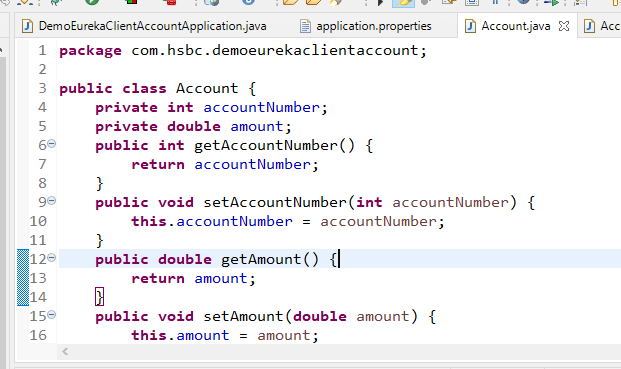 DemoEurekaClientAccountApplication.java application.properties Account.java Acc
1 package com.hsbc.demoeurekaclientaccount;
2
3 public class Account {
4 private int accountNumber;
5 private double amount;
6 public int getAccountNumber() {
7 return accountNumber;
8 }
9 public void setAccountNumber(int accountNumber) {
10 this.accountNumber = accountNumber;
11 }
12 public double getAmount() {
13 return amount;
14 }
15 public void setAmount(double amount) {
16 this.amount = amount;